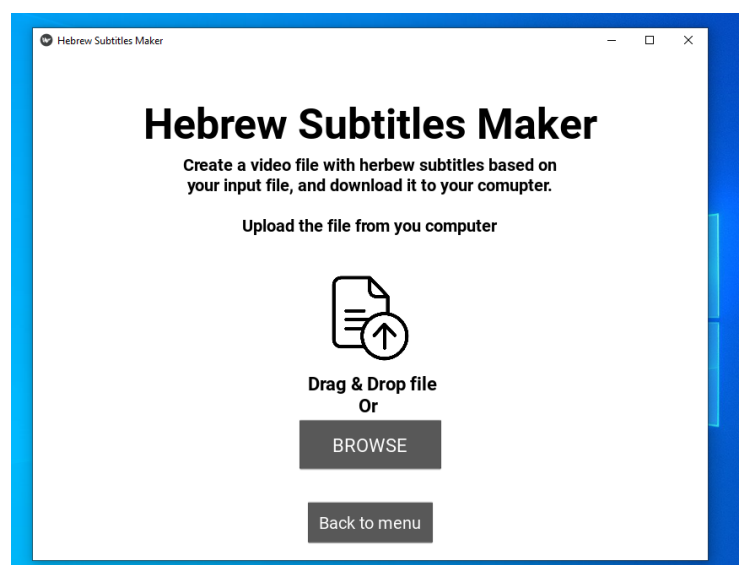 Hebrew Subtitles Maker
Hebrew Subtitles Maker
Create a video file with herbew subtitles based on
your input file, and download it to your comupter.
Upload the file from you computer
Drag & Drop file
Or
BROWSE
Back to menu